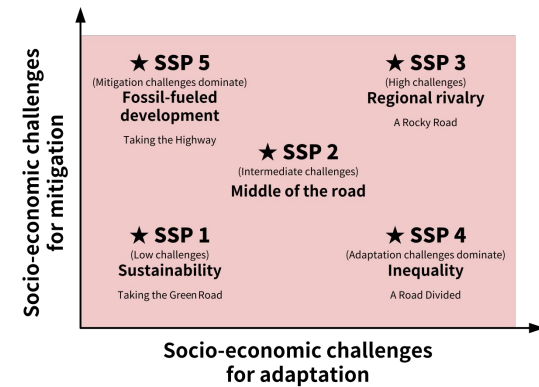 Socio-economic challenges
for mitigation
★ SSP 5
(Mitigation challenges dominate)
Fossil-fueled
development
Taking the Highway
★ SSP 3
(High challenges)
Regional rivalry
A Rocky Road
★ SSP 2
(Intermediate challenges)
Middle of the road
★ SSP 1
(Low challenges)
Sustainability
Taking the Green Road
★ SSP 4
(Adaptation challenges dominate)
Inequality
A Road Divided
Socio-economic challenges
for adaptation